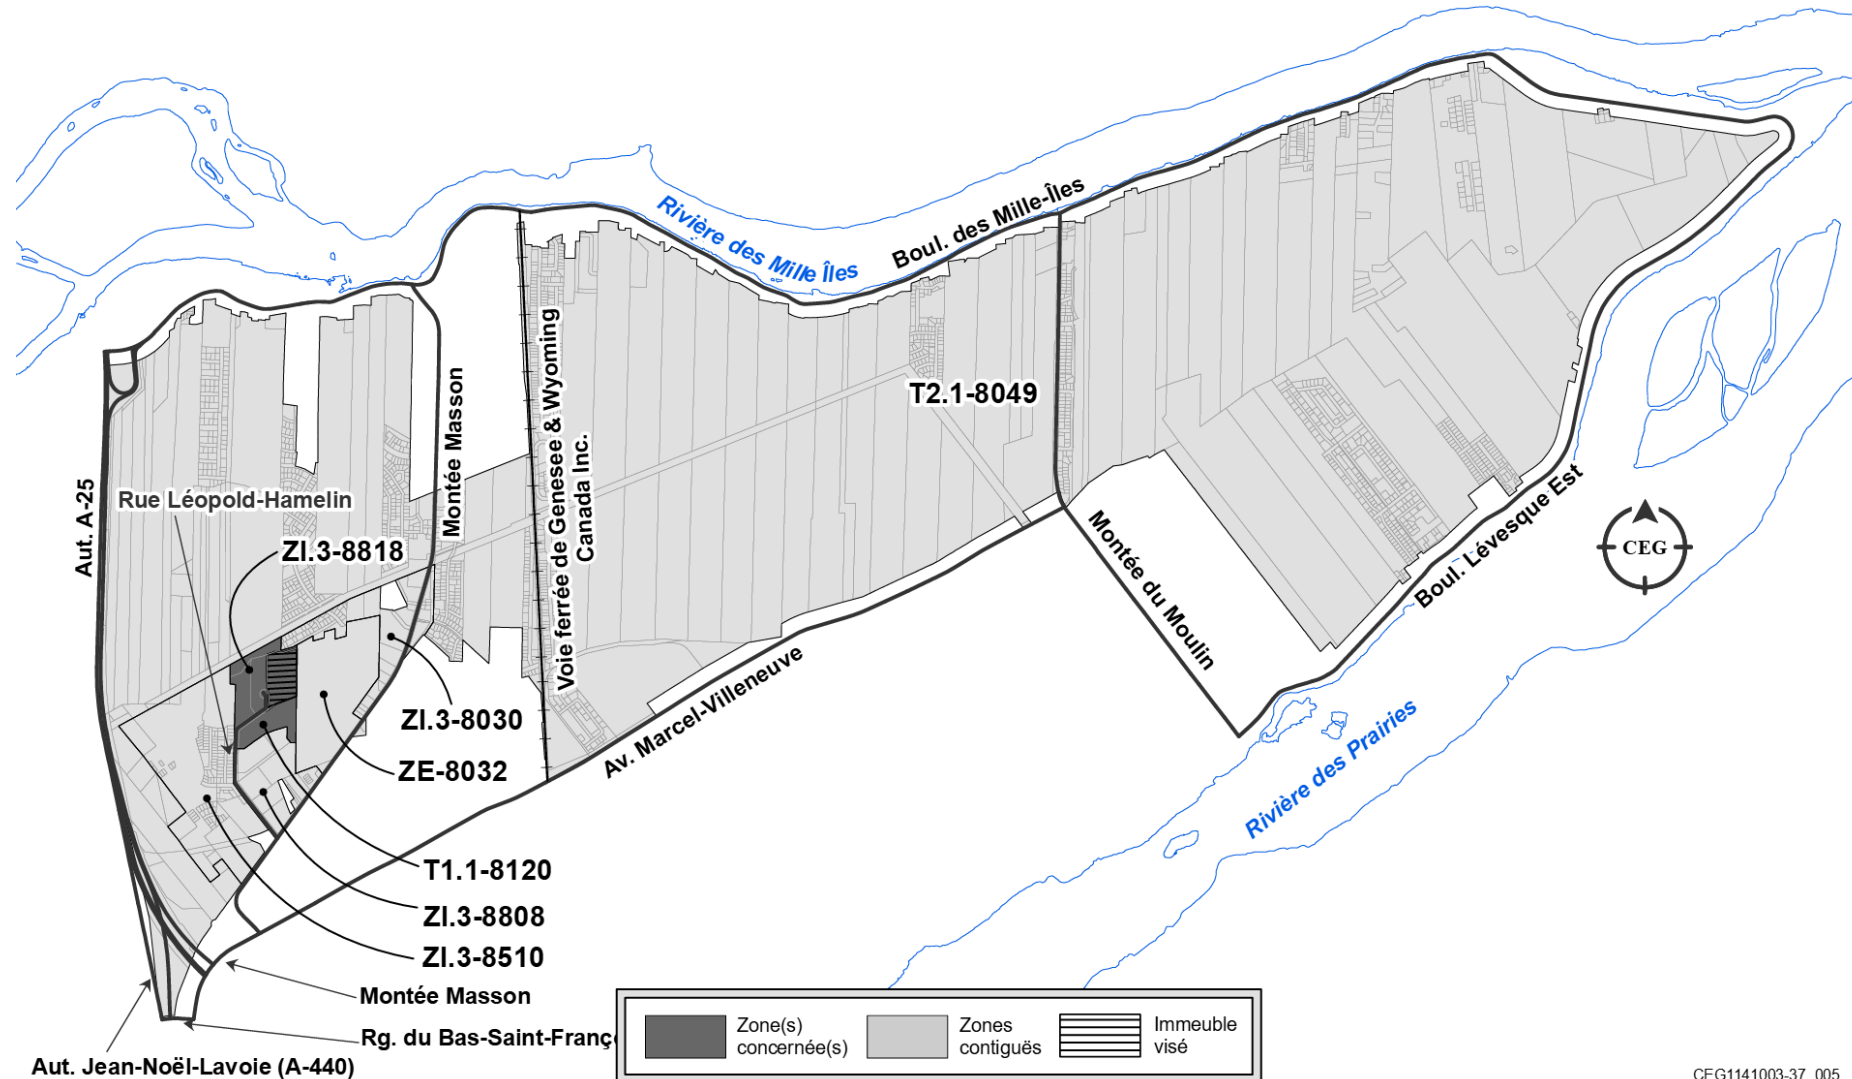 Rivière des Mille Îles
Boul. des Mille-Îles
T2.1-8049
Montée Masson
Voie ferrée de Genesee & Wyoming
Canada Inc.
Aut. A-25
Rue Léopold-Hamelin
ZI.3-8818
CEG
Boul. Lévesque Est
Montée du Moulin
ZI.3-8030
ZE-8032
Av. Marcel-Villeneuve
Rivière des Prairies
T1.1-8120
ZI.3-8808
ZI.3-8510
Montée Masson
Rg. du Bas-Saint-Franç
Aut. Jean-Noël-Lavoie (A-440)
Zone(s)
concernée(s)
Zones
contiguës
Immeuble
visé
CEG1141003-37_005